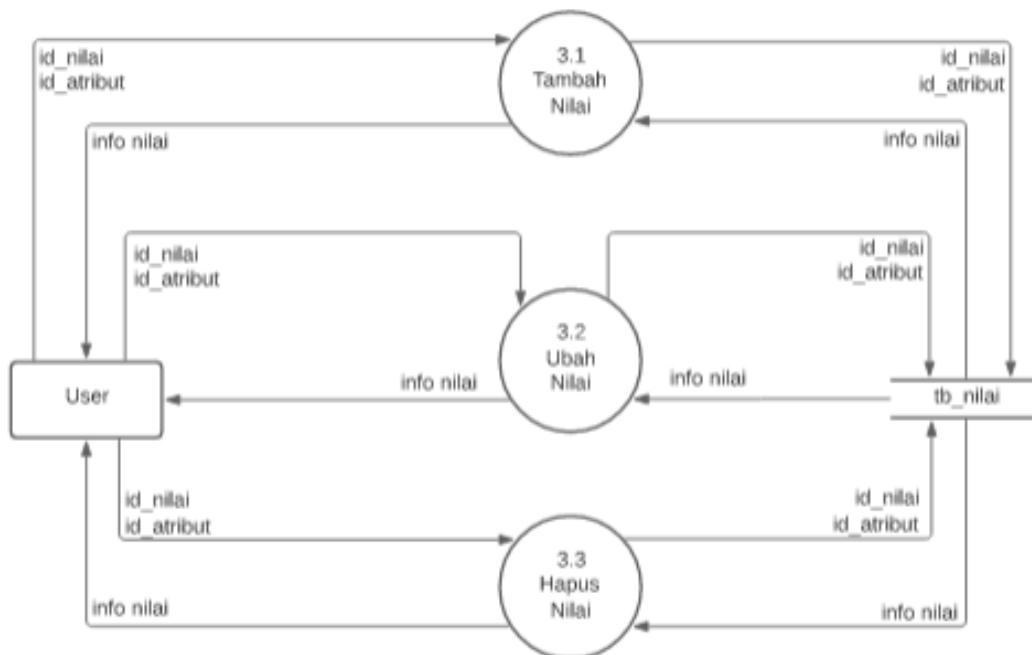 3.1
Tambah
Nilai
id_nilai
id_atribut
id_nilai
id_atribut
info nilai
info nilai
id_nilai
id_atribut
id_nilai
id_atribut
3.2
Ubah
Nilai
info nilai
info nilai
User
tb_nilai
id_nilai
id_atribut
id_nilai
id_atribut
3.3
Hapus
Nilai
info nilai
info nilai